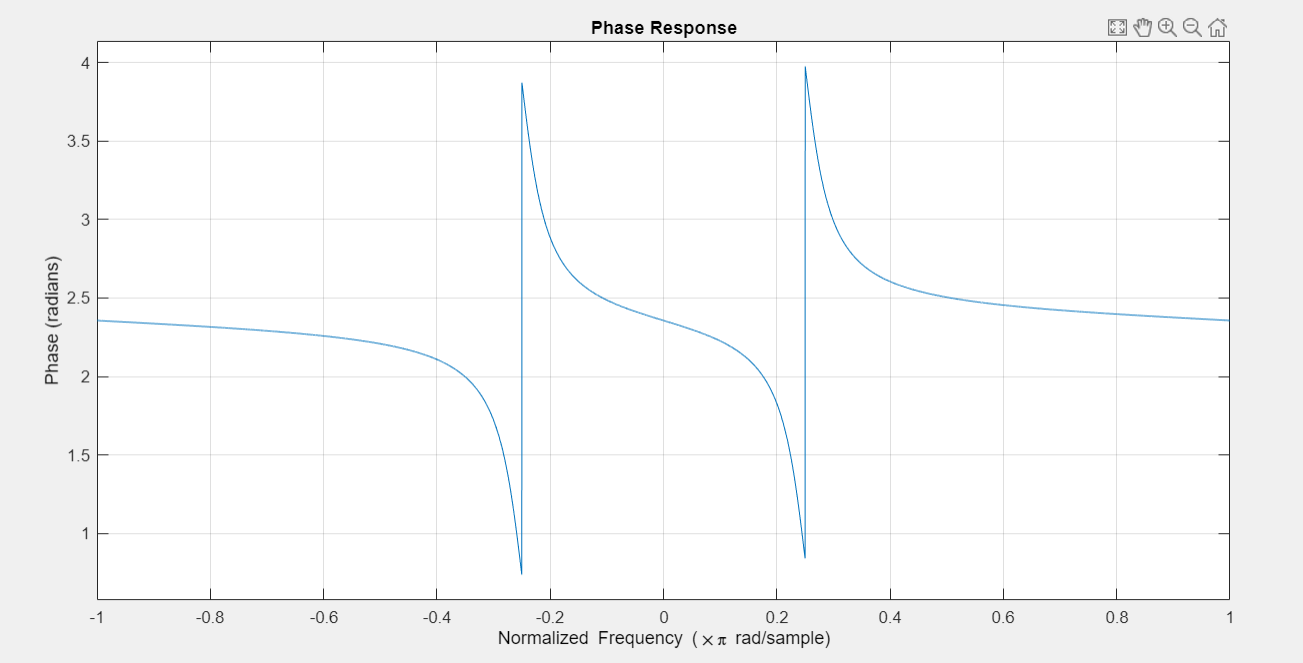 Phase Response
4
3.5
3
2.5
2
1.5
1
Phase (radians)
-1 -0.8 -0.6 -0.4 -0.2 0 0.2 0.4 0.6 0.8 1
Normalized Frequency (×π rad/sample)